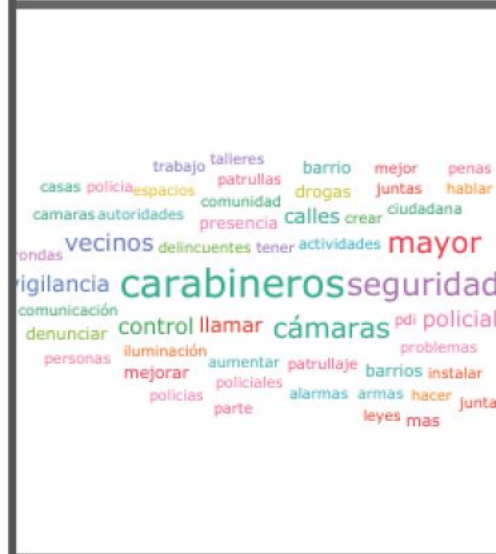 trabajo talleres
barrio mejor penas
casas policia espacios patrullas drogas juntas hablar
camaras autoridades comunidad calles crear ciudadana
presencia
rondas vecinos delincuentes tener actividades mayor
vigilancia carabineros seguridad
comunicación
denunciar control llamar cámaras pdi policial
personas iluminación aumentar patrullaje problemas
mejorar policiales barrios instalar
policias parte alarmas armas hacer junta
leyes mas